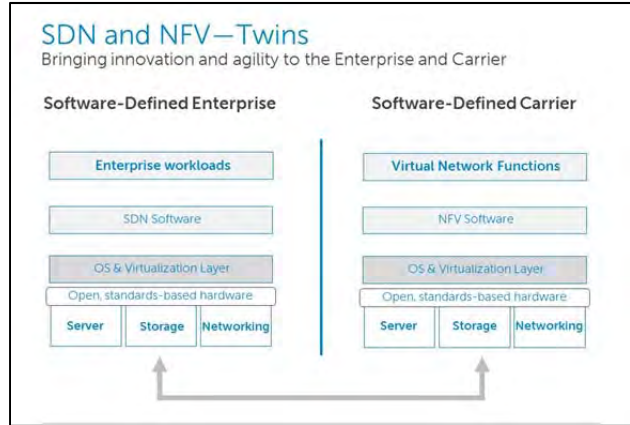 SDN and NFV—Twins
Bringing innovation and agility to the Enterprise and Carrier
Software-Defined Enterprise
Enterprise workloads
SDN Software
OS & Virtualization Layer
Open, standards-based hardware
Server Storage Networking
Software-Defined Carrier
Virtual Network Functions
NFV Software
OS & Virtualization Layer
Open, standards-based hardware
Server Storage Networking